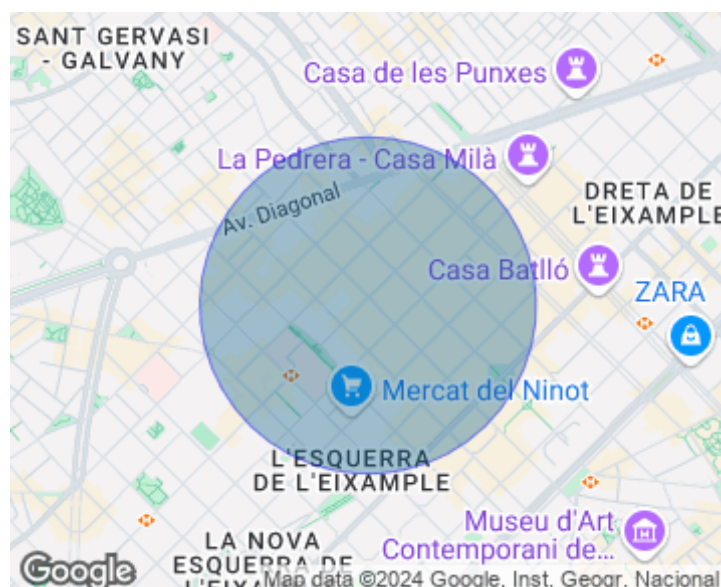 SANT GERVASI
- GALVANY
Casa de les Punxes
La Pedrera - Casa Milà
DRETA DE
L'EIXAMPLE
Av. Diagonal
Casa Batlló
ZARA
Mercat del Ninot
L'ESQUERRA
DE L'EIXAMPLE
Museu d'Art
Contemporani de...
LA NOVA
ESQUERRA DE
Google
Map data ©2024 Google, Inst. Geogr. Nacional